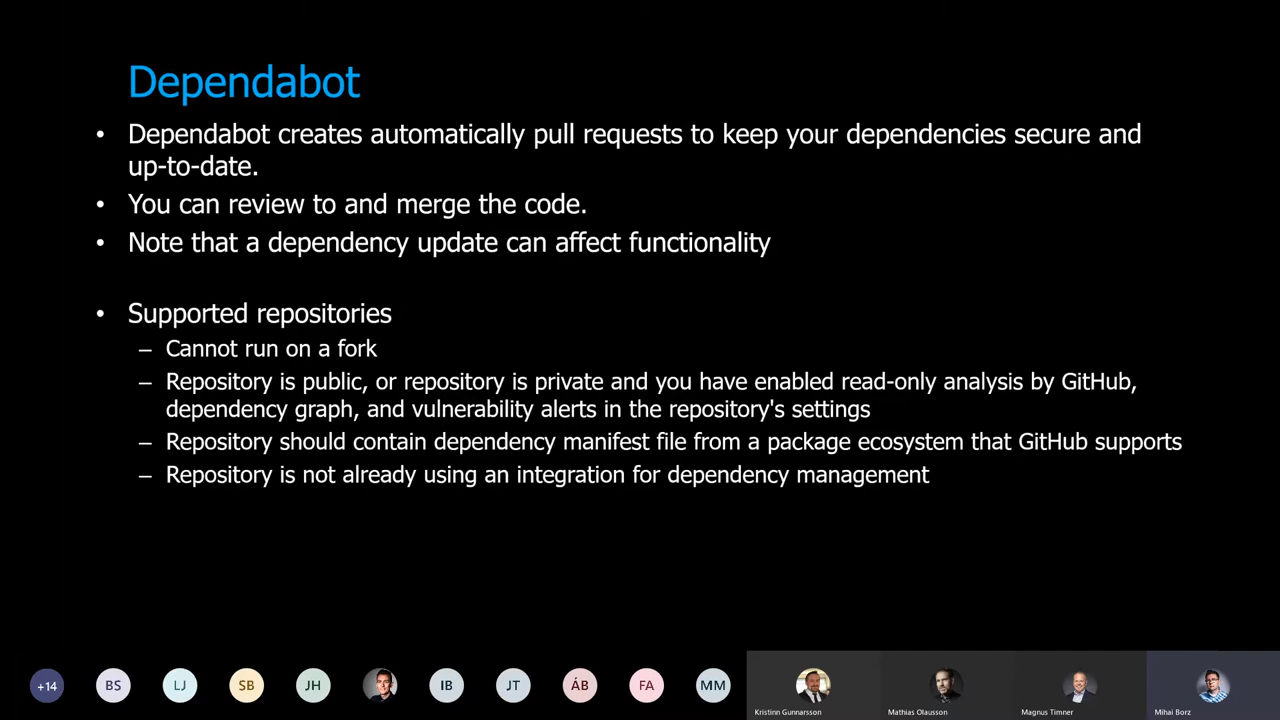 Dependabot
• Dependabot creates automatically pull requests to keep your dependencies secure and
up-to-date.
• You can review to and merge the code.
• Note that a dependency update can affect functionality
• Supported repositories
– Cannot run on a fork
– Repository is public, or repository is private and you have enabled read-only analysis by GitHub,
dependency graph, and vulnerability alerts in the repository's settings
– Repository should contain dependency manifest file from a package ecosystem that GitHub supports
– Repository is not already using an integration for dependency management
+14 BS LJ SB JH IB JT ÁB FA MM
Kristinn Gunnarsson Mathias Olausson Magnus Timner Mihai Borz